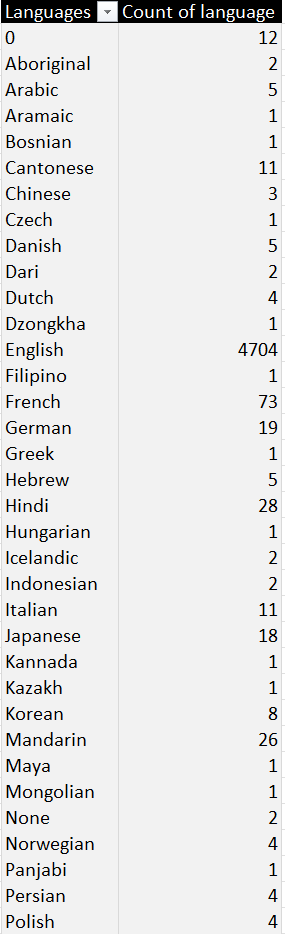 Languages Count of language
0 12
Aboriginal 2
Arabic 5
Aramaic 1
Bosnian 1
Cantonese 11
Chinese 3
Czech 1
Danish 5
Dari 2
Dutch 4
Dzongkha 1
English 4704
Filipino 1
French 73
German 19
Greek 1
Hebrew 5
Hindi 28
Hungarian 1
Icelandic 2
Indonesian 2
Italian 11
Japanese 18
Kannada 1
Kazakh 1
Korean 8
Mandarin 26
Maya 1
Mongolian 1
None 2
Norwegian 4
Panjabi 1
Persian 4
Polish 4